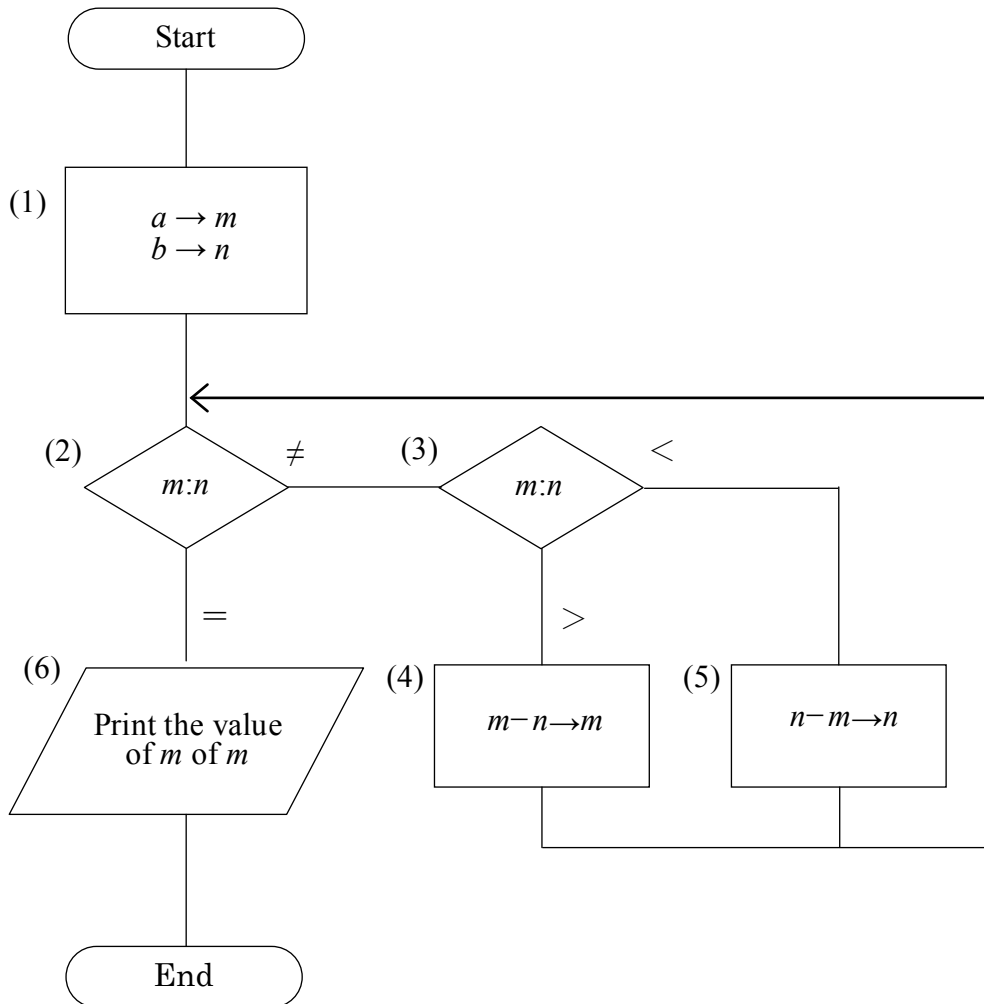 Start
(1)
a → m
b → n
(2)
m:n
≠
(3)
m:n
<
=
>
(6)
Print the value
of m of m
(4)
m−n→m
(5)
n−m→n
End